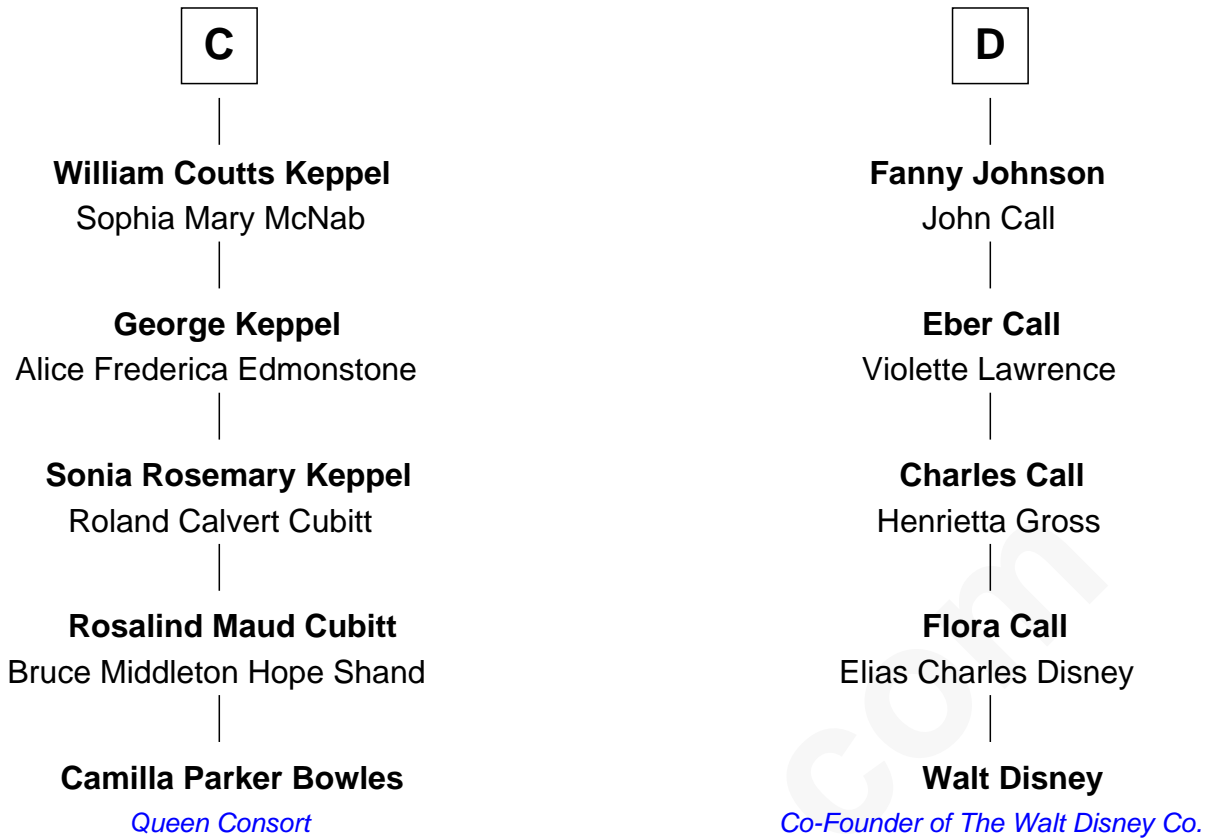 C
William Coutts Keppel
Sophia Mary McNab
George Keppel
Alice Frederica Edmonstone
Sonia Rosemary Keppel
Roland Calvert Cubitt
Rosalind Maud Cubitt
Bruce Middleton Hope Shand
Camilla Parker Bowles
Queen Consort
D
Fanny Johnson
John Call
Eber Call
Violette Lawrence
Charles Call
Henrietta Gross
Flora Call
Elias Charles Disney
Walt Disney
Co-Founder of The Walt Disney Co.
com